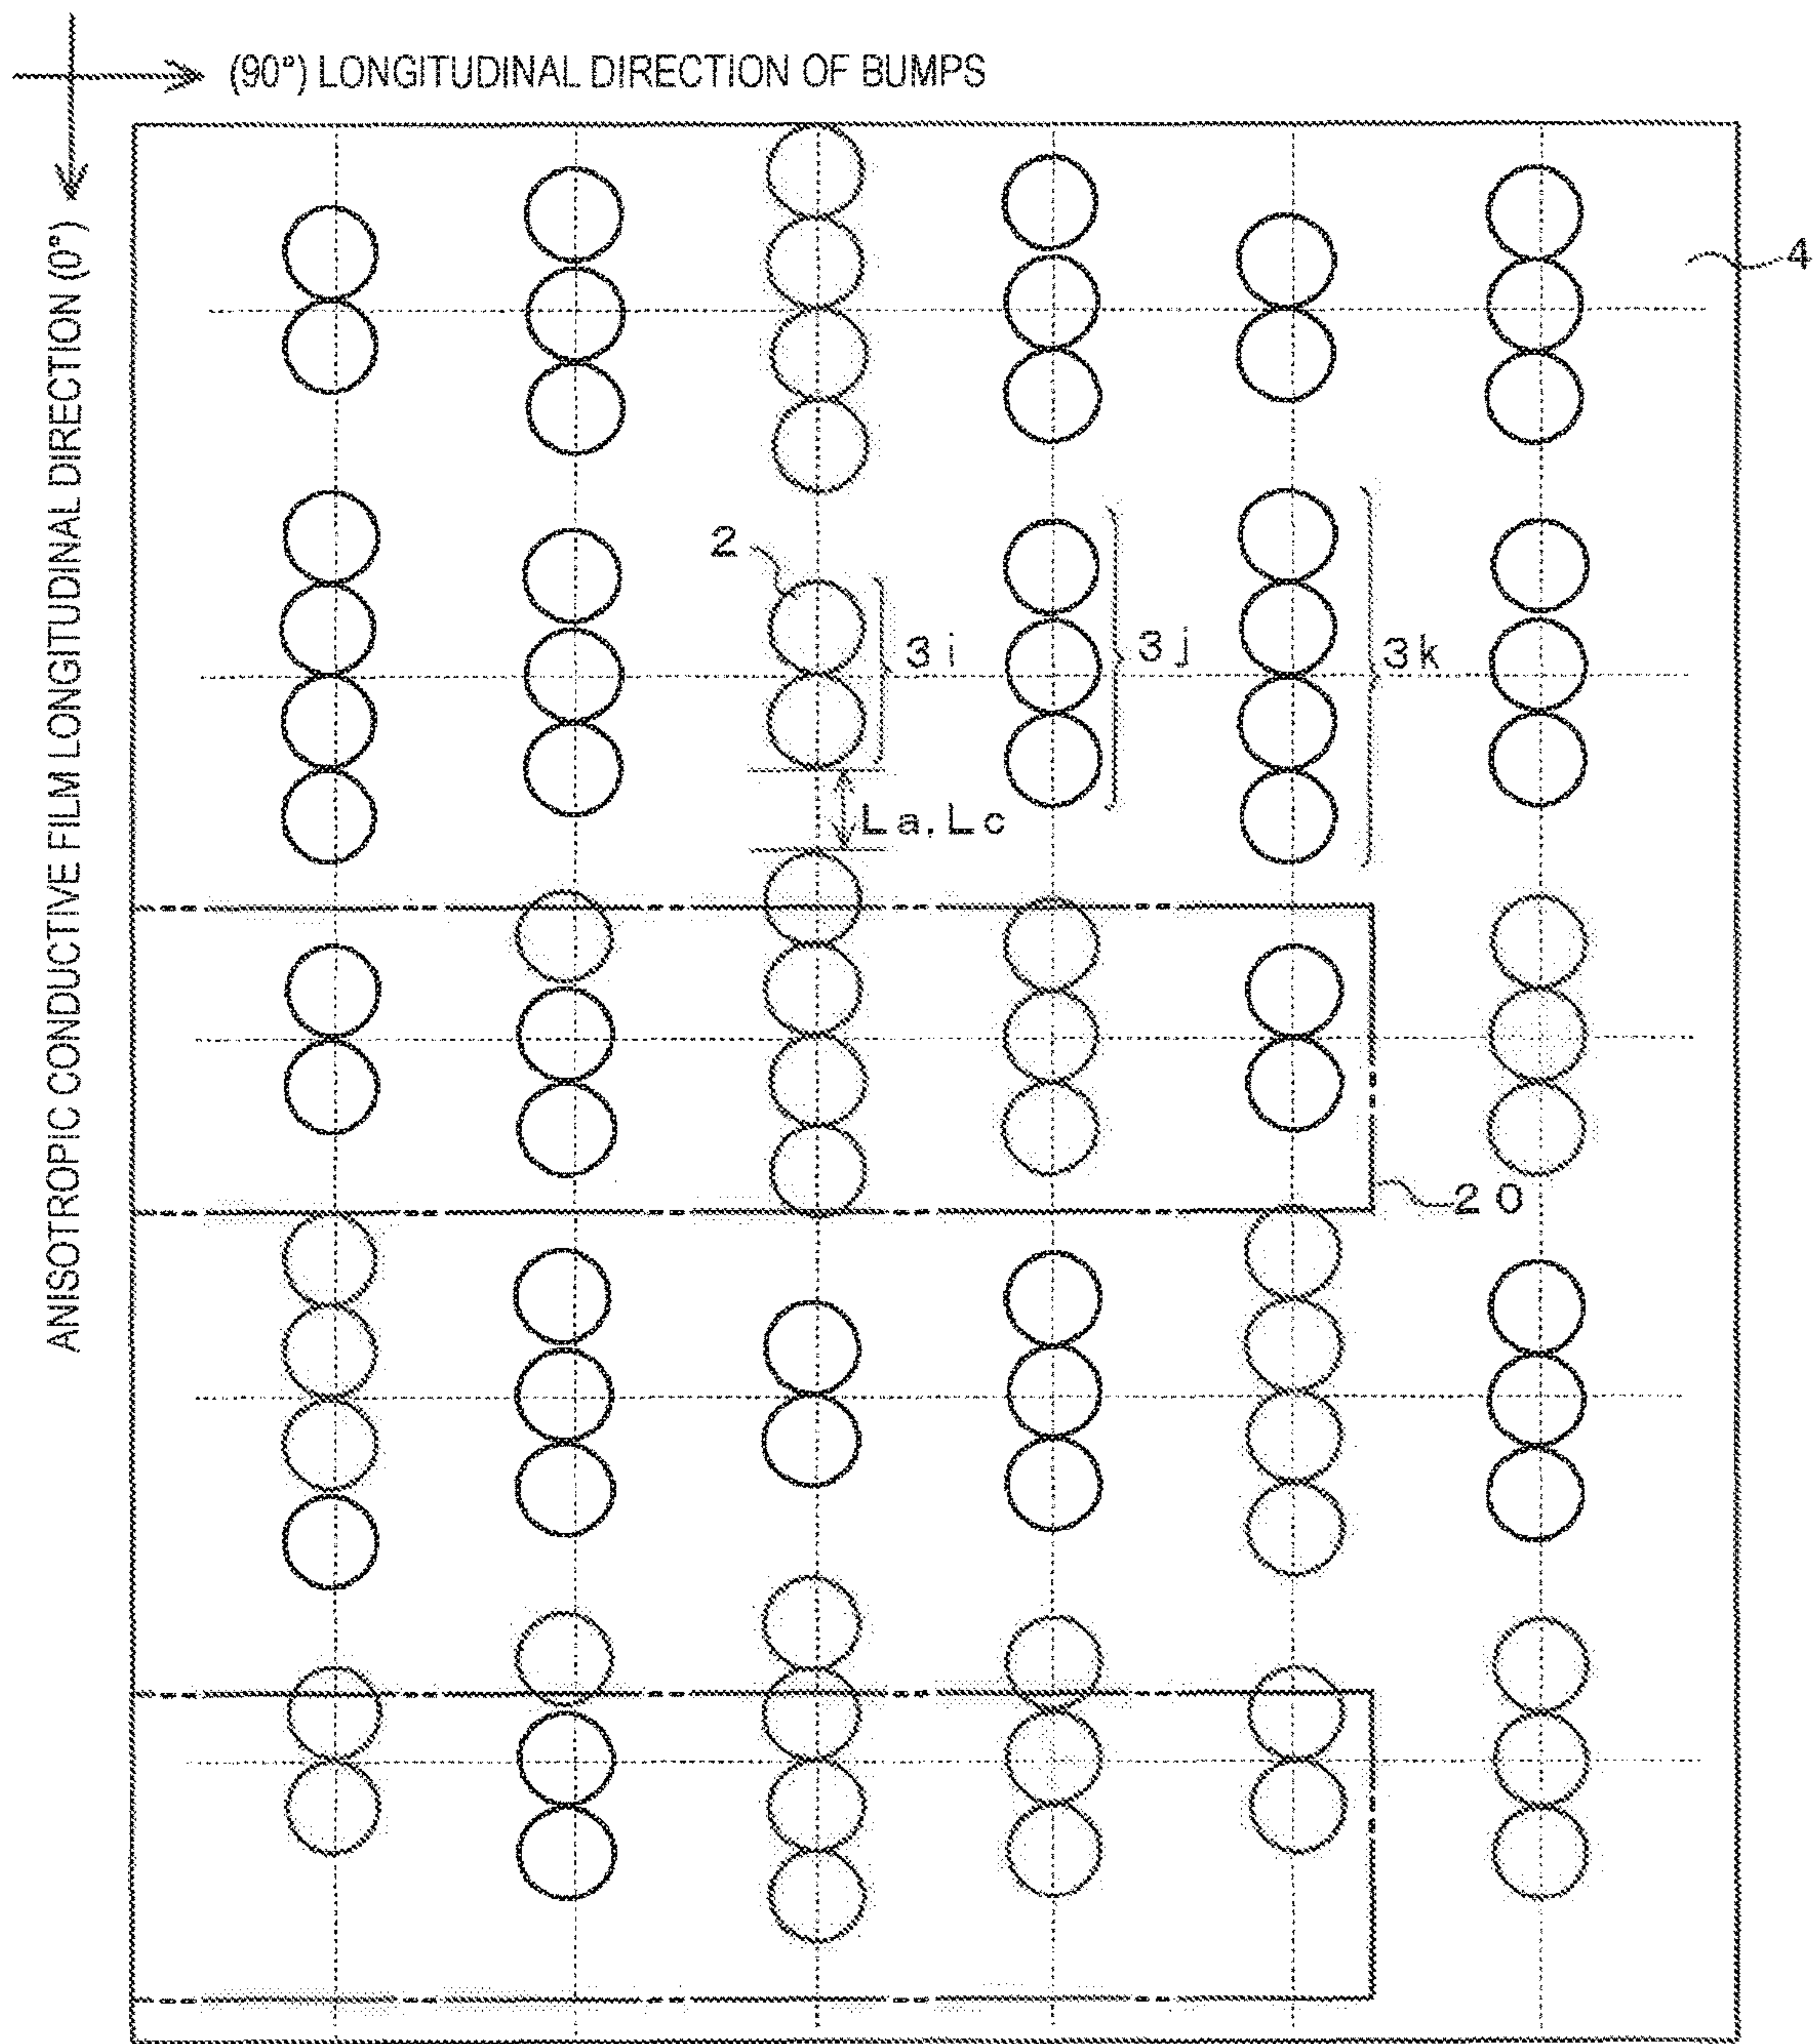 (90°) LONGITUDINAL DIRECTION OF BUMPS
ANISOTROPIC CONDUCTIVE FILM LONGITUDINAL DIRECTION (0°)
4
2
3i
3j
3k
La,Lc
20